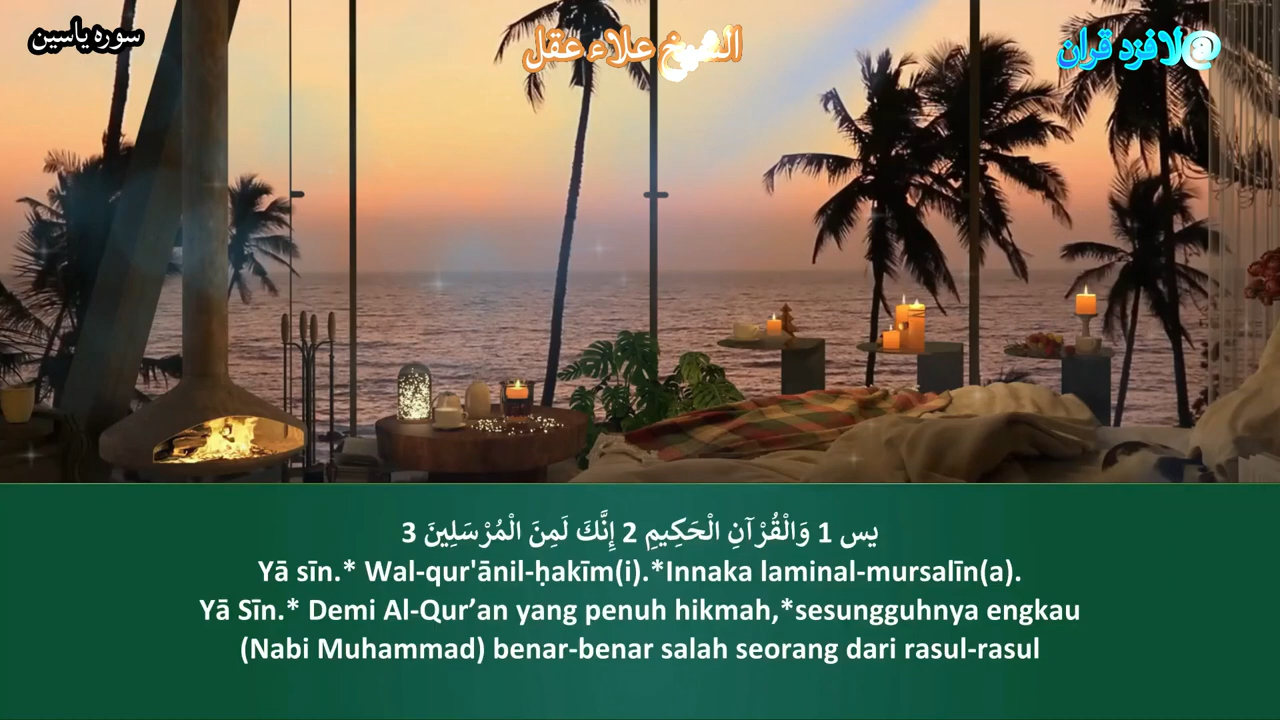 سوره ياسين
الشيخ علاء عقل
@لافزد قران
يس 1 وَالْقُرْآنِ الْحَكِيمِ 2 إِنَّكَ لَمِنَ الْمُرْسَلِينَ 3
Yā sīn.* Wal-qur'ānil-ḥakīm(i).*Innaka laminal-mursalīn(a).
Yā Sīn.* Demi Al-Qur’an yang penuh hikmah,*sesungguhnya engkau
(Nabi Muhammad) benar-benar salah seorang dari rasul-rasul